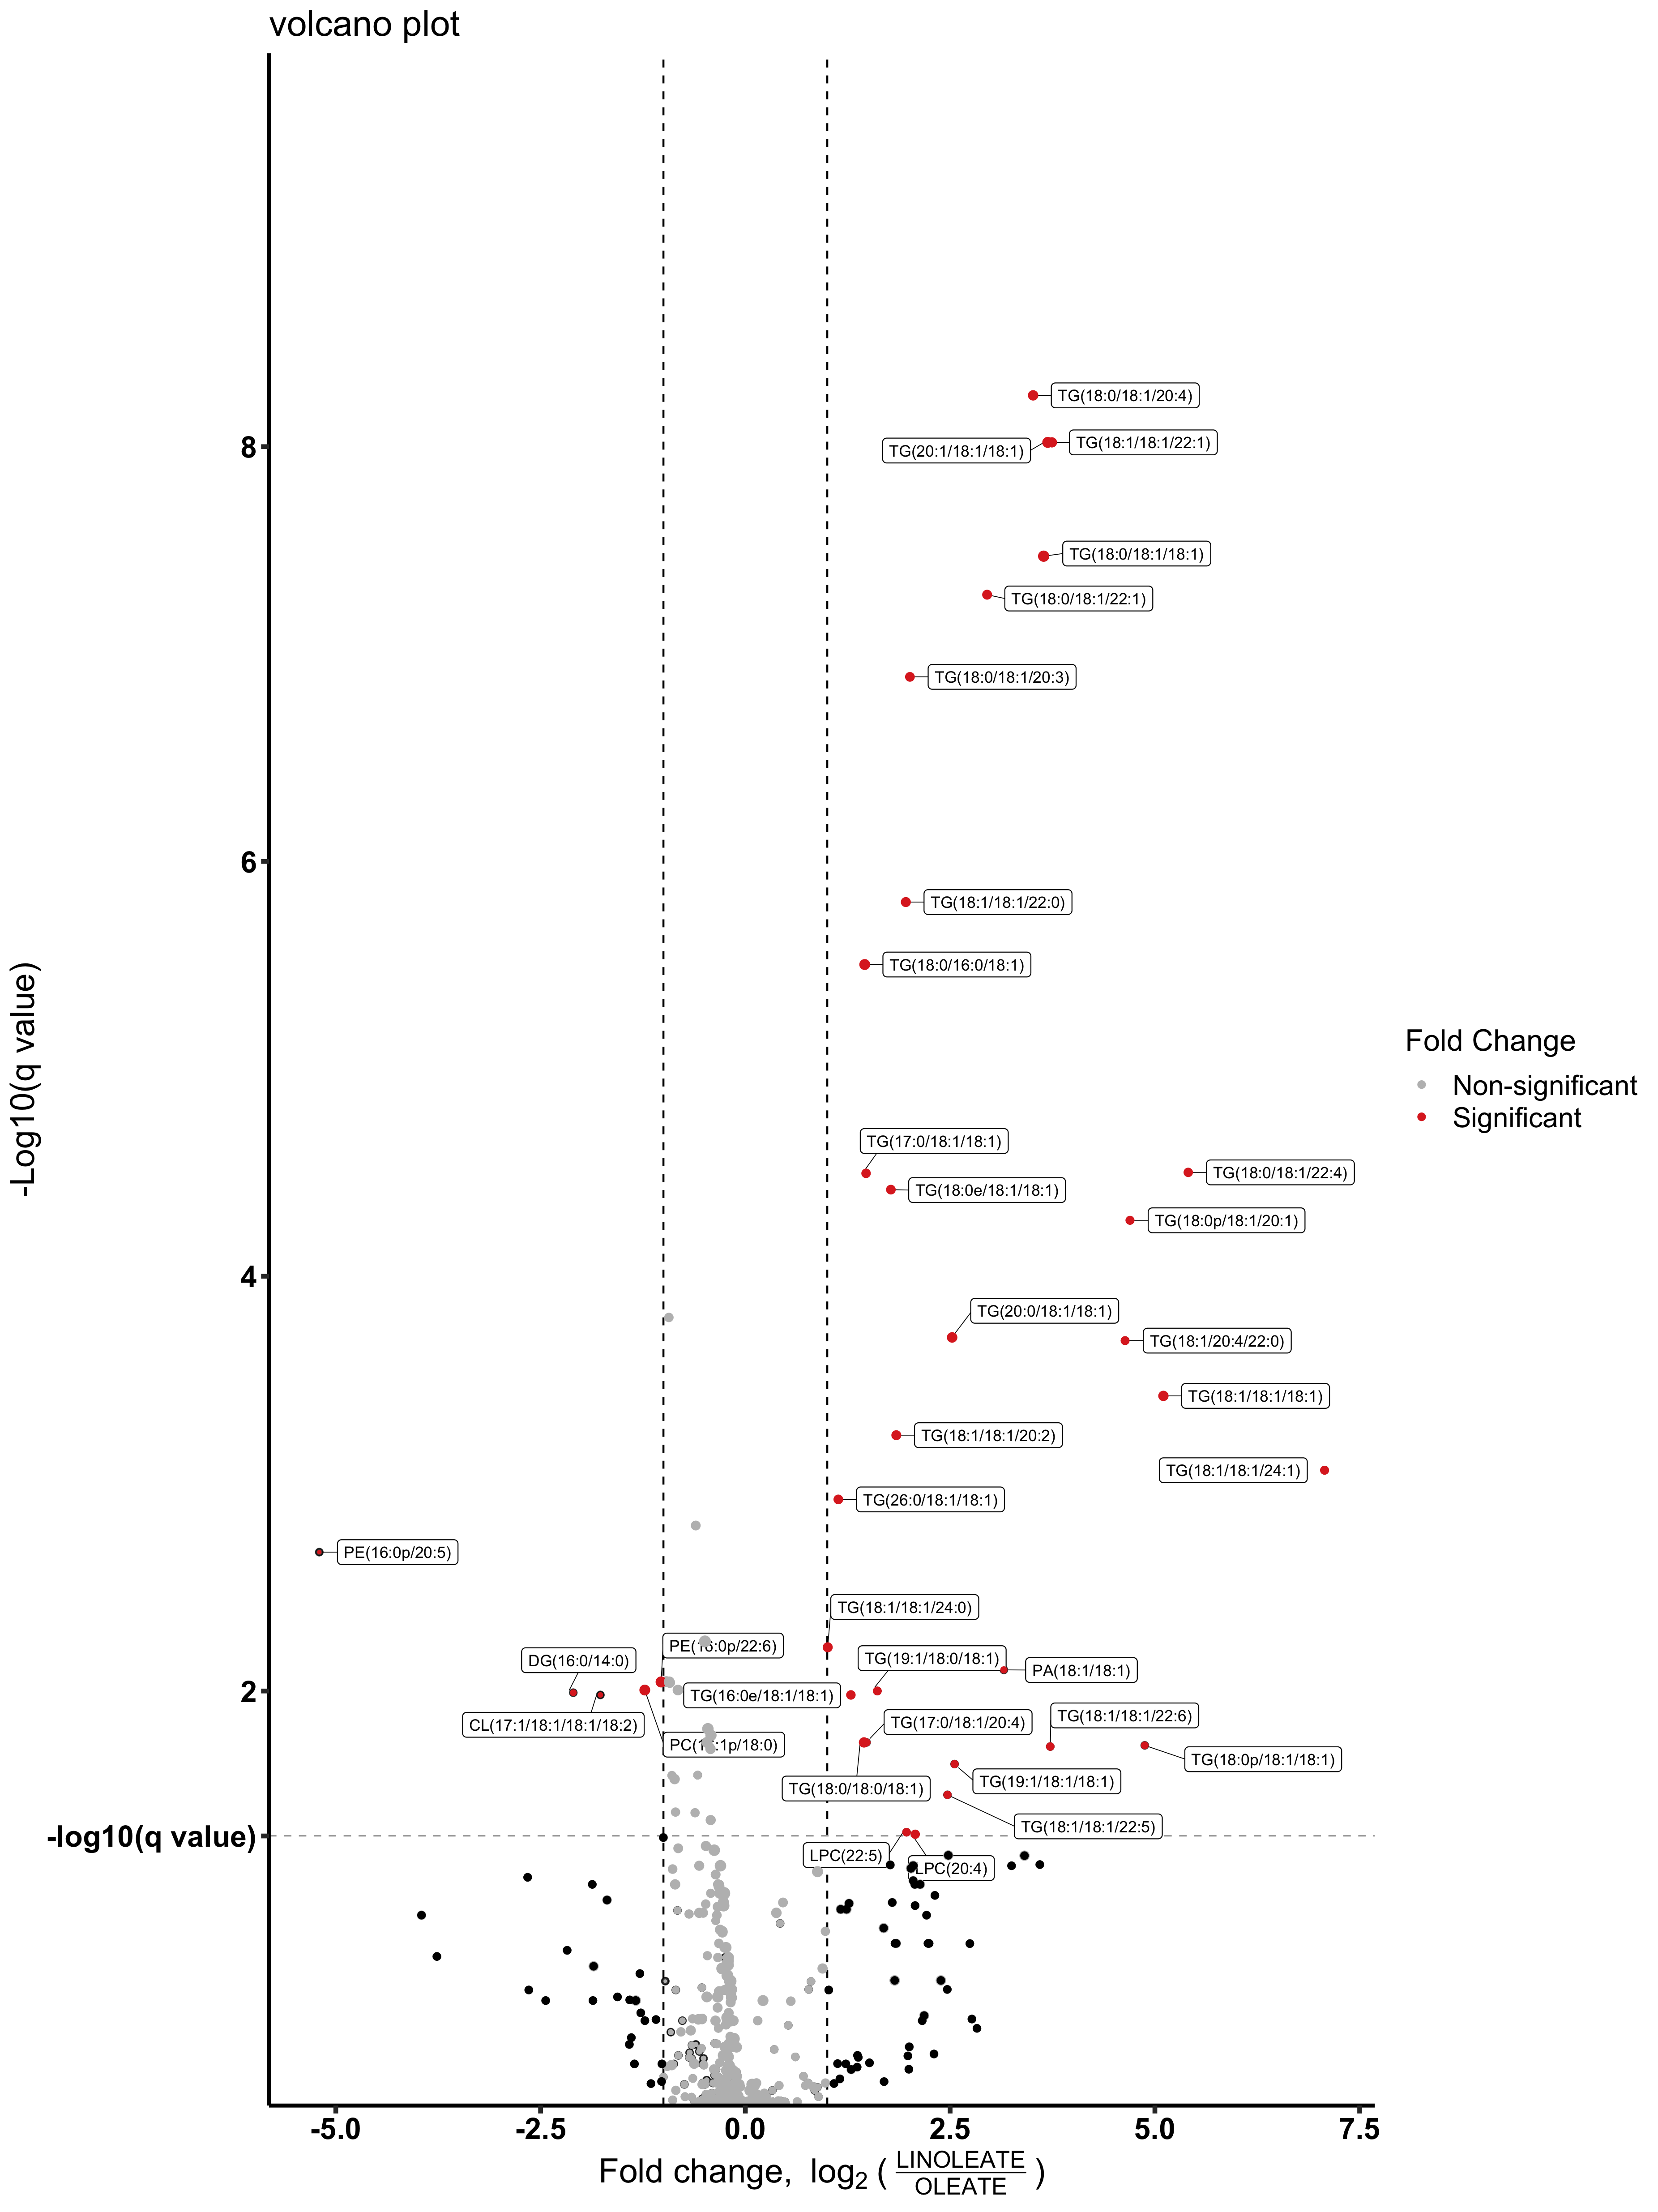 volcano plot
-Log10(q value)
8
6
4
2
-log10(q value)
TG(18:0/18:1/20:4)
TG(18:1/18:1/22:1)
TG(20:1/18:1/18:1)
TG(18:0/18:1/18:1)
TG(18:0/18:1/22:1)
TG(18:0/18:1/20:3)
TG(18:1/18:1/22:0)
TG(18:0/16:0/18:1)
TG(17:0/18:1/18:1)
TG(18:0/18:1/22:4)
TG(18:0e/18:1/18:1)
TG(18:0p/18:1/20:1)
TG(20:0/18:1/18:1)
TG(18:1/20:4/22:0)
TG(18:1/18:1/18:1)
TG(18:1/18:1/20:2)
TG(18:1/18:1/24:1)
TG(26:0/18:1/18:1)
PE(16:0p/20:5)
TG(18:1/18:1/24:0)
PE(16:0p/22:6)
DG(16:0/14:0)
TG(19:1/18:0/18:1)
PA(18:1/18:1)
TG(16:0e/18:1/18:1)
CL(17:1/18:1/18:1/18:2)
TG(17:0/18:1/20:4)
TG(18:1/18:1/22:6)
TG(18:0p/18:1/18:1)
TG(18:0/18:0/18:1)
TG(19:1/18:1/18:1)
TG(18:1/18:1/22:5)
LPC(22:5)
LPC(20:4)
Fold Change
Non-significant
Significant
-5.0 -2.5 0.0 2.5 5.0 7.5
Fold change, log2 ( LINOLEATE
OLEATE )